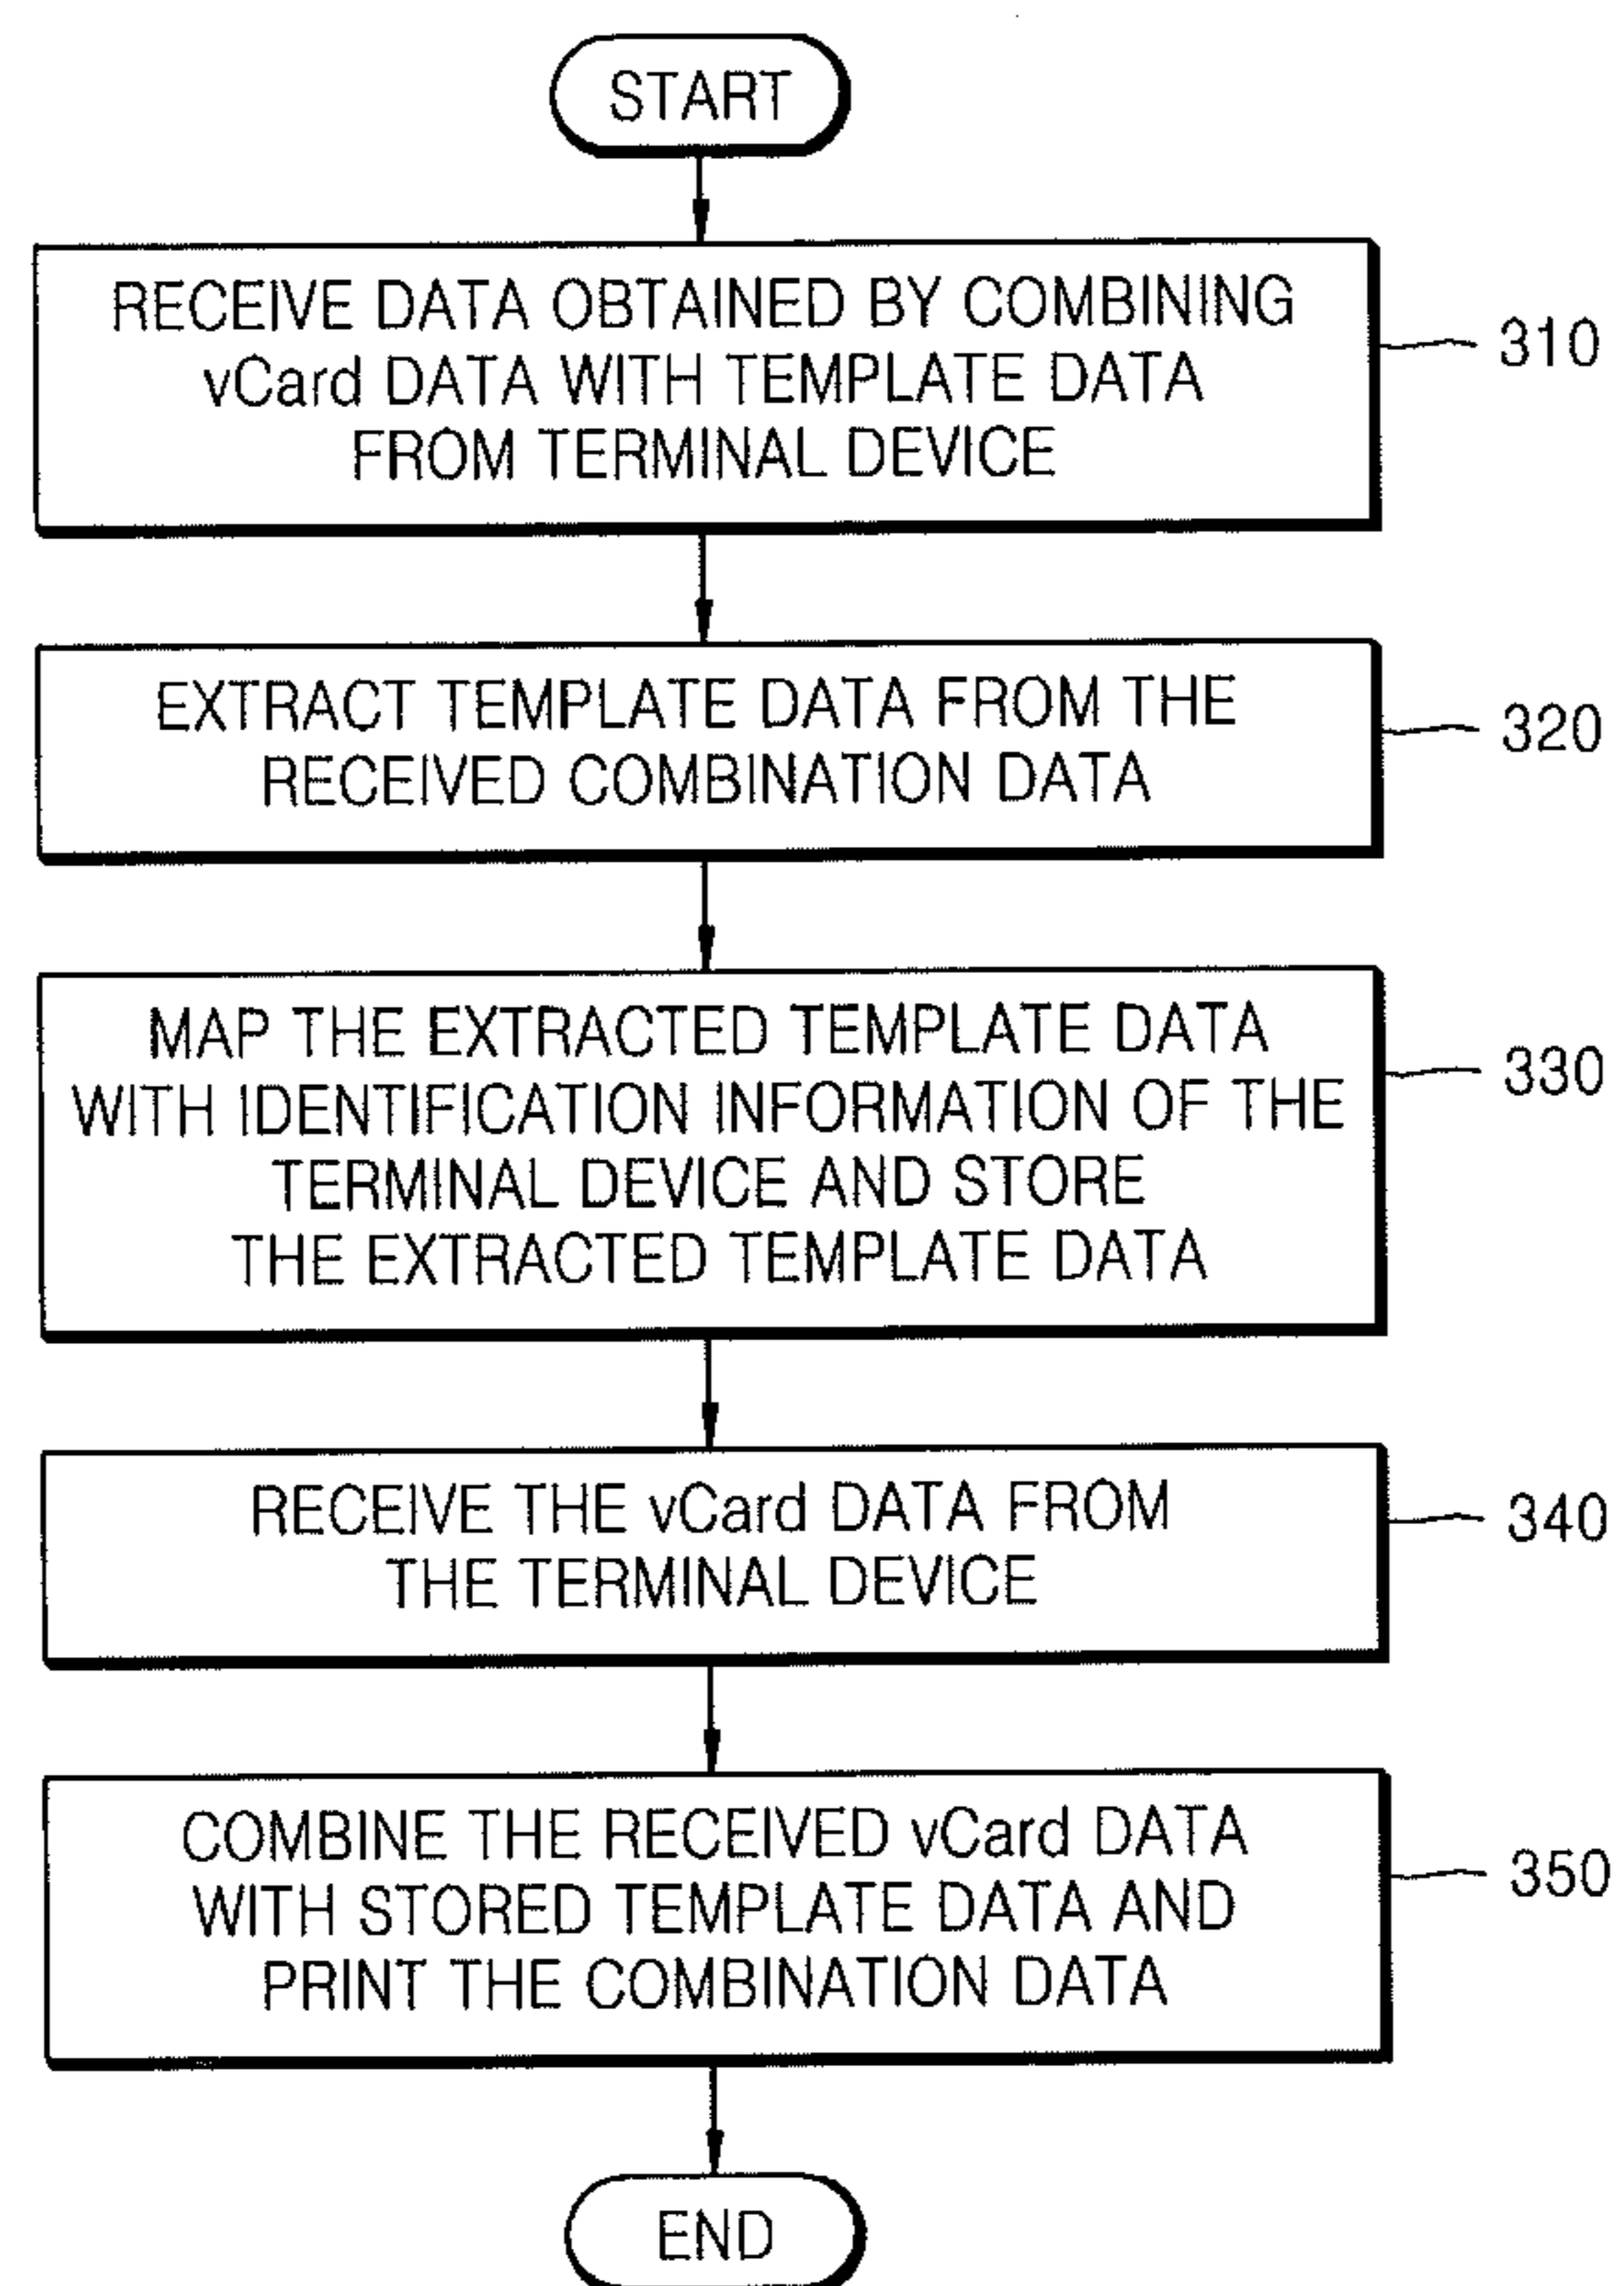 START
RECEIVE DATA OBTAINED BY COMBINING
vCard DATA WITH TEMPLATE DATA
FROM TERMINAL DEVICE
310
EXTRACT TEMPLATE DATA FROM THE
RECEIVED COMBINATION DATA
320
MAP THE EXTRACTED TEMPLATE DATA
WITH IDENTIFICATION INFORMATION OF THE
TERMINAL DEVICE AND STORE
THE EXTRACTED TEMPLATE DATA
330
RECEIVE THE vCard DATA FROM
THE TERMINAL DEVICE
340
COMBINE THE RECEIVED vCard DATA
WITH STORED TEMPLATE DATA AND
PRINT THE COMBINATION DATA
350
END